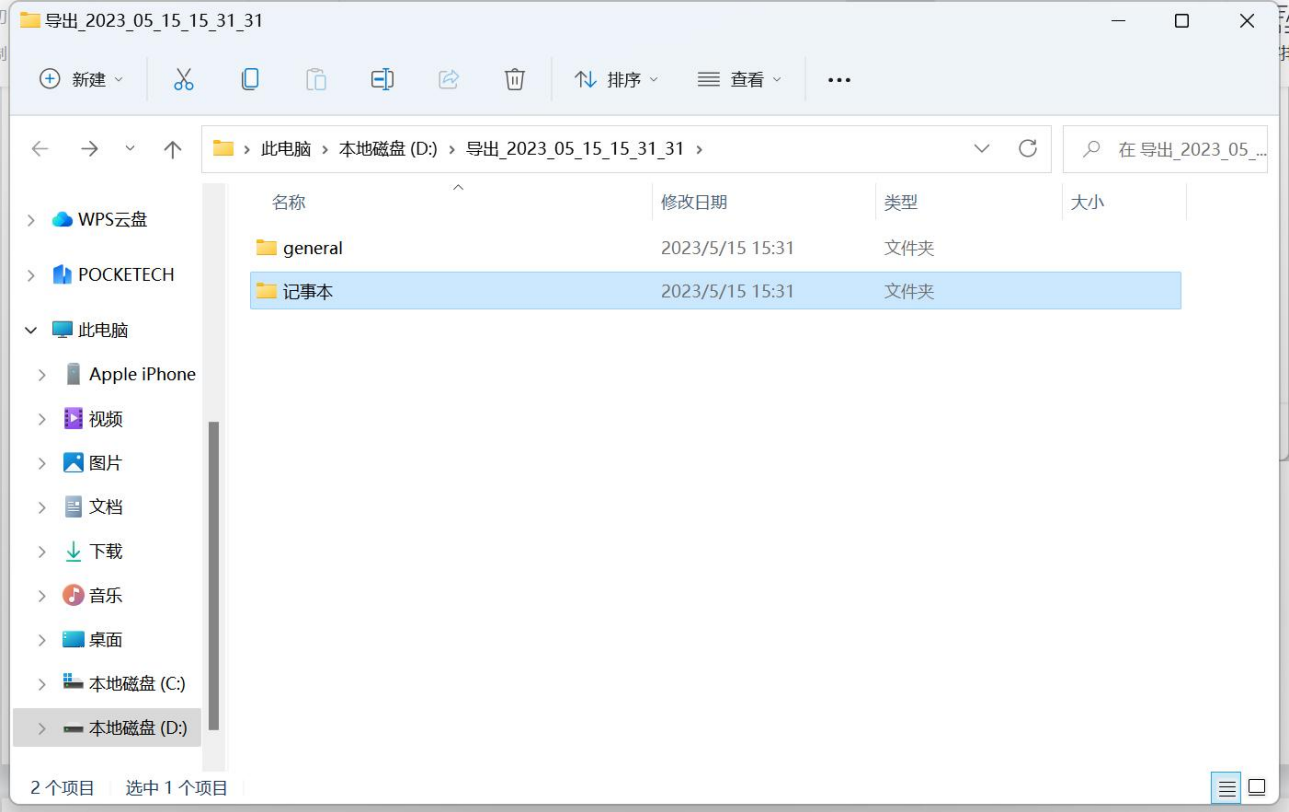 导出_2023_05_15_15_31_31
新建 排序 查看
此电脑 本地磁盘 (D:) 导出_2023_05_15_15_31_31 在 导出_2023_05_...
名称 修改日期 类型 大小
general 2023/5/15 15:31 文件夹
记事本 2023/5/15 15:31 文件夹
WPS云盘
POCKETECH
此电脑
Apple iPhone
视频
图片
文档
下载
音乐
桌面
本地磁盘 (C:)
本地磁盘 (D:)
2 个项目 选中 1 个项目